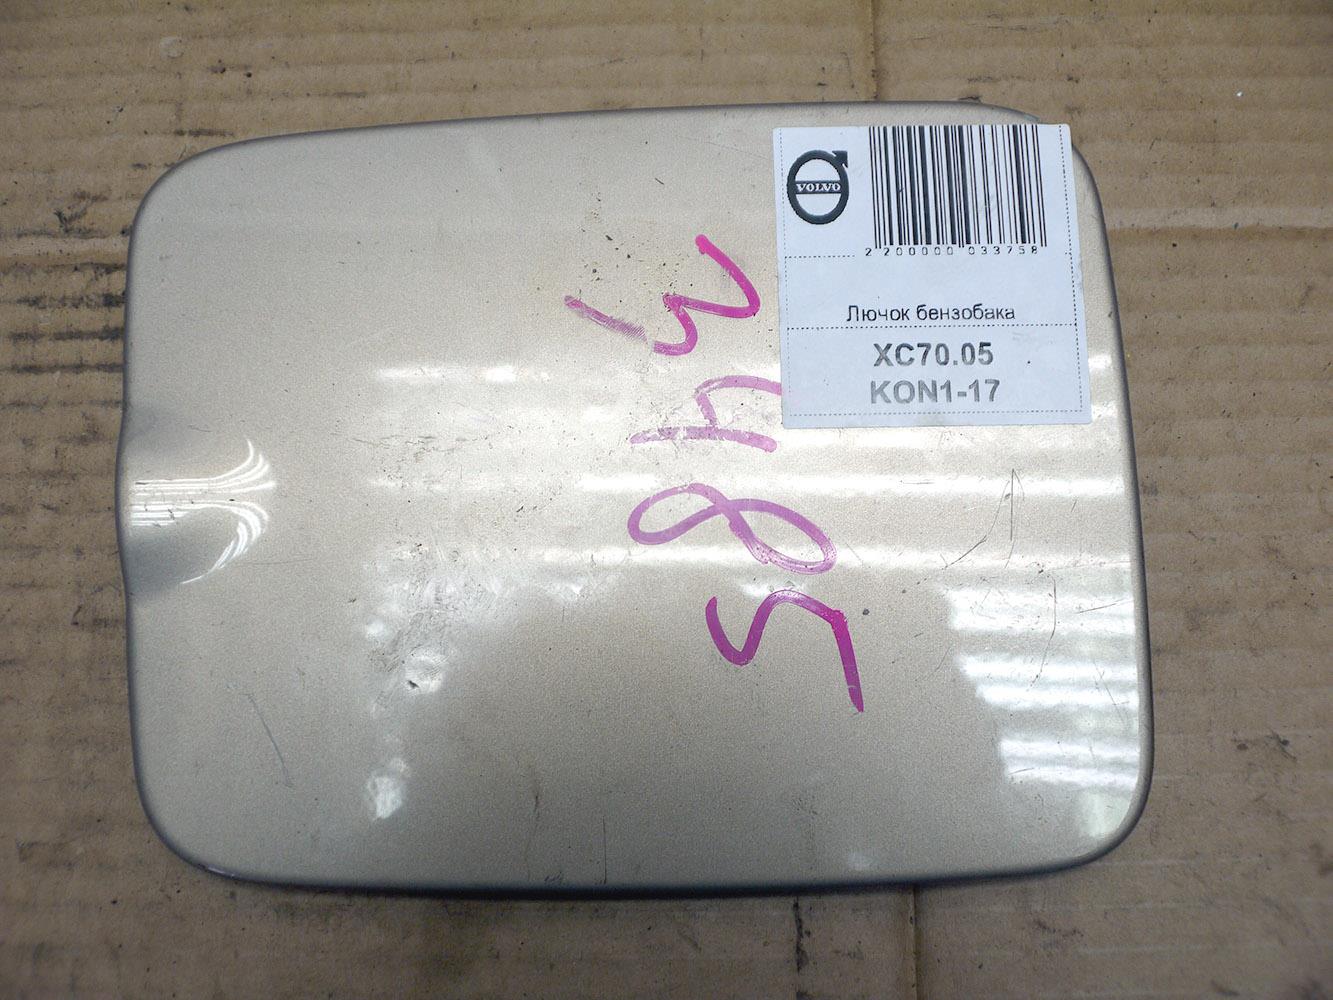 VOLVO
2 200000 033758
Лючок бензобака
XC70.05
KON1-17
3485